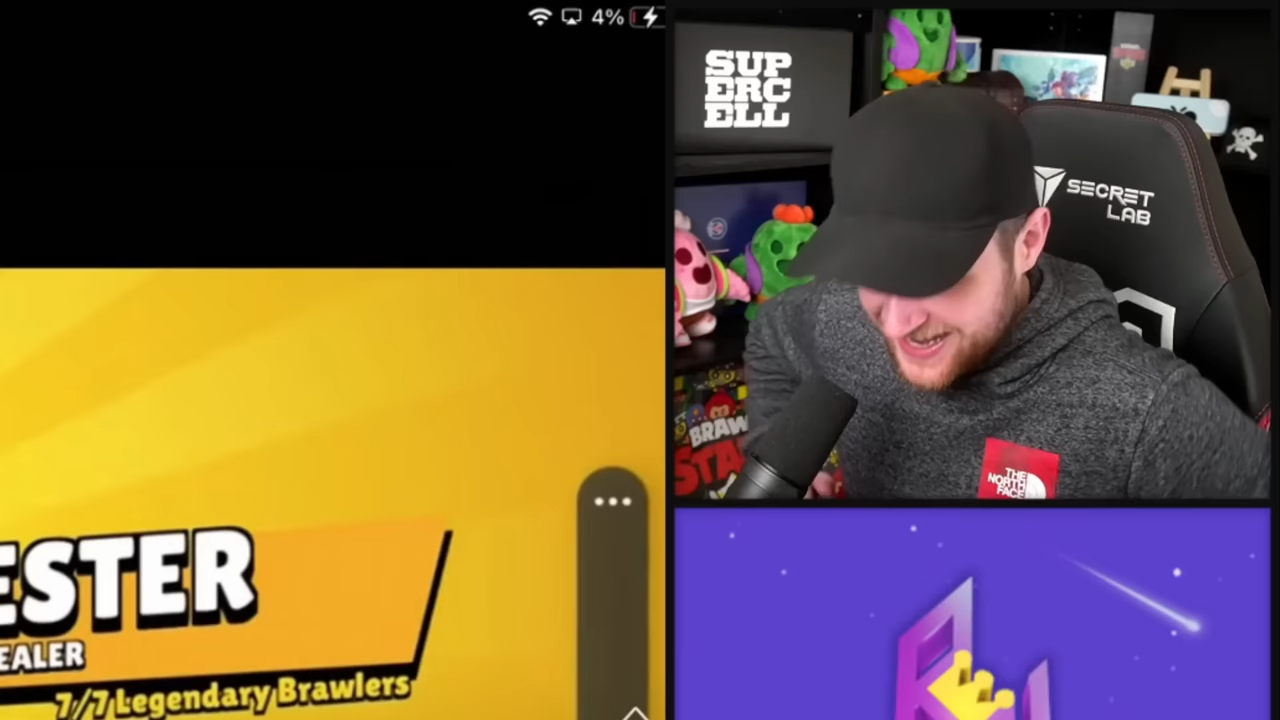 4%
ESTER
EALER
7/7 Legendary Brawlers
SUP
ERC
ELL
SECRET
LAB
BRAW
STA
THE
NORTH
FACE